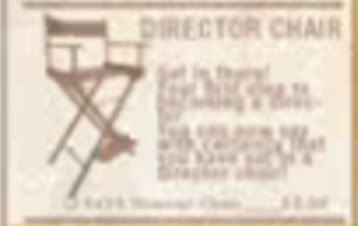 DIRECTOR CHAIR
Get in there!
Your first step to
becoming a direc-
tor
You can now say
with certainty that
you have sat in a
Director chair!
Director Chair